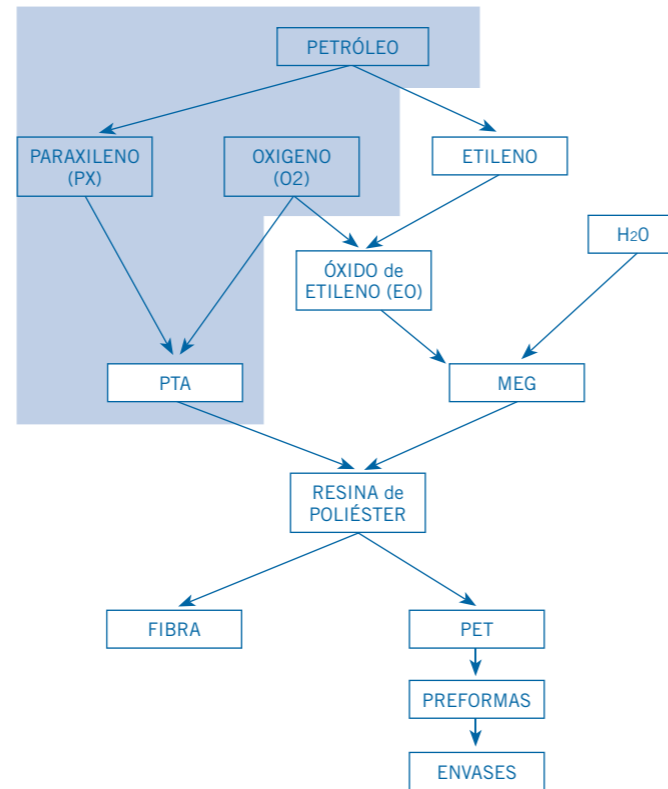 PETRÓLEO
PARAXILENO
(PX)
OXIGENO
(O2)
ETILENO
H2O
ÓXIDO de
ETILENO (EO)
PTA
MEG
RESINA de
POLIÉSTER
FIBRA
PET
PREFORMAS
ENVASES